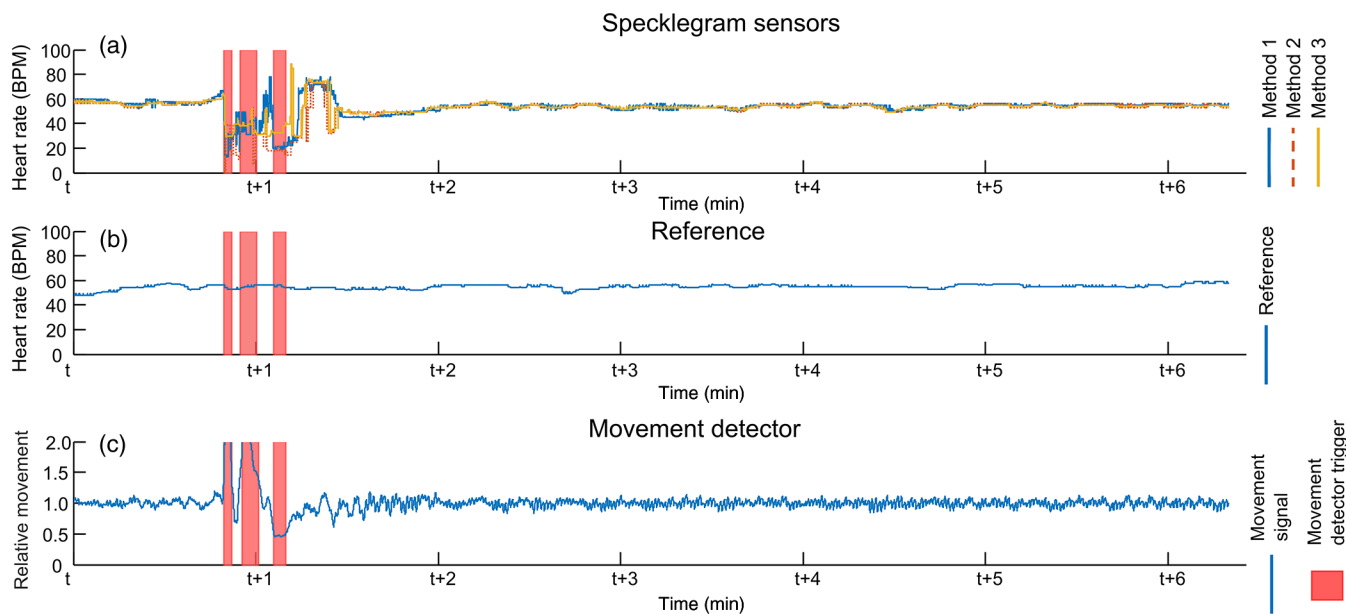 Specklegram sensors
(a)
Heart rate (BPM)
100
80
60
40
20
0
t
t+1
t+2
t+3
t+4
t+5
t+6
Time (min)
Method 1
Method 2
Method 3
Reference
(b)
Heart rate (BPM)
100
80
60
40
20
0
t
t+1
t+2
t+3
t+4
t+5
t+6
Time (min)
Reference
Movement detector
(c)
Relative movement
2.0
1.5
1.0
0.5
0
t
t+1
t+2
t+3
t+4
t+5
t+6
Time (min)
Movement
signal
Movement
detector trigger